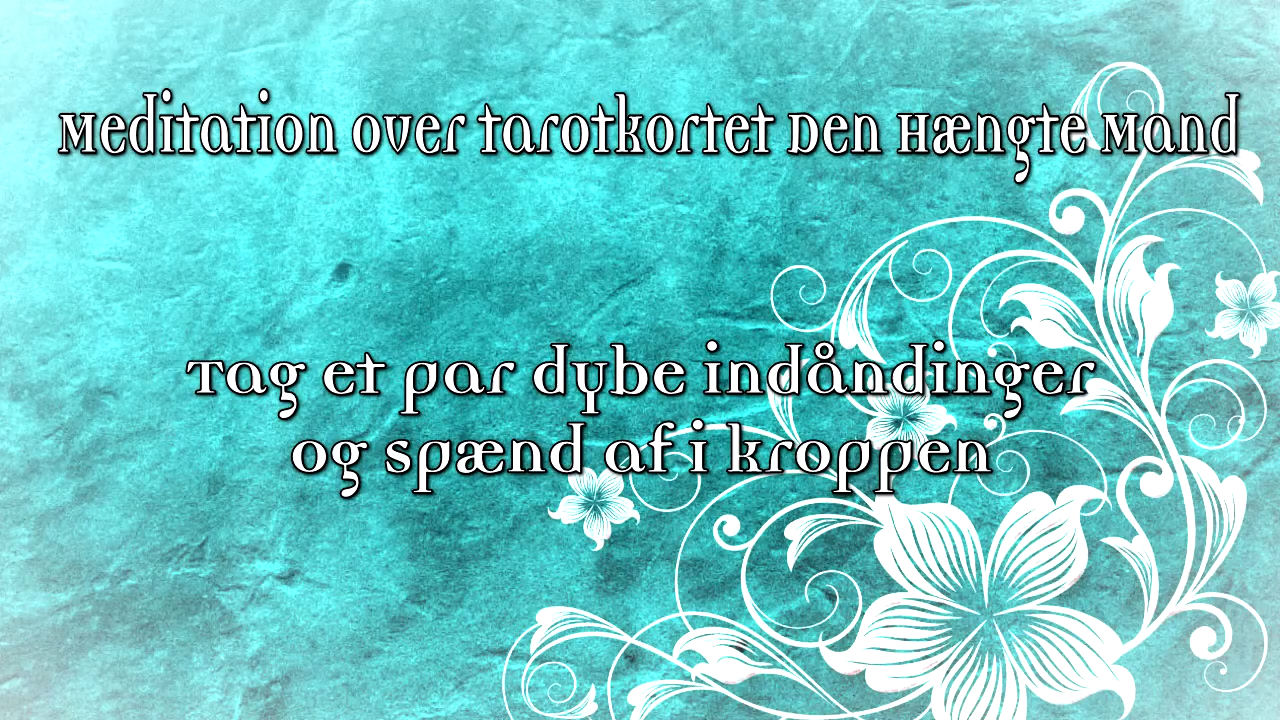 Meditation over tarotkortet Den Hængte Mand
Tag et par dybe indåndinger
og spænd af i kroppen